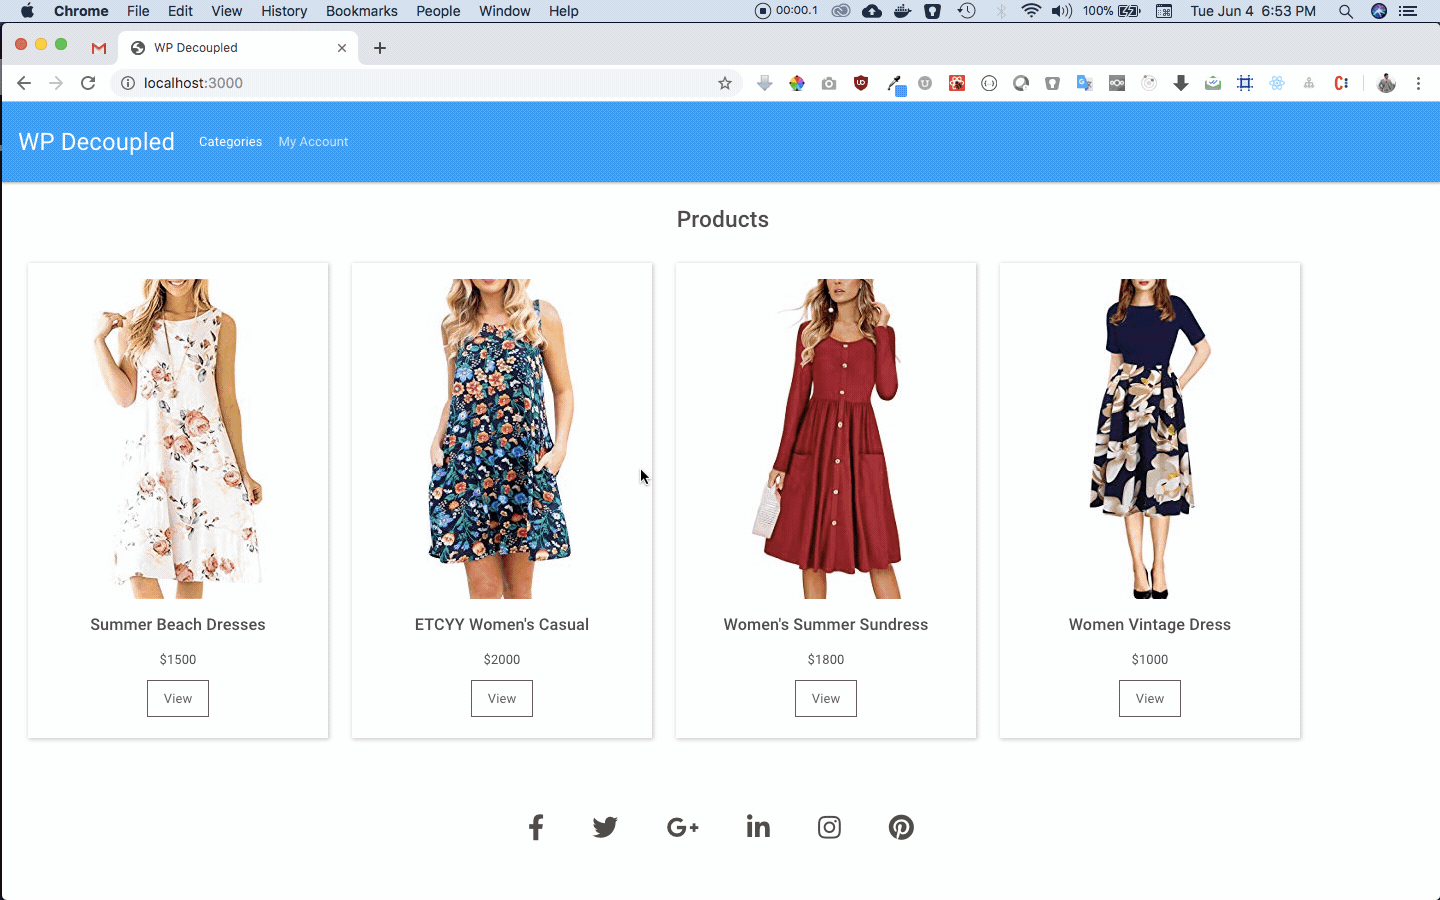 Chrome File Edit View History Bookmarks People Window Help 00:00.1 100% Tue Jun 4 6:53 PM
WP Decoupled
localhost:3000
WP Decoupled Categories My Account
Products
Summer Beach Dresses ETCYY Women's Casual Women's Summer Sundress Women Vintage Dress
$1500 $2000 $1800 $1000
View View View View